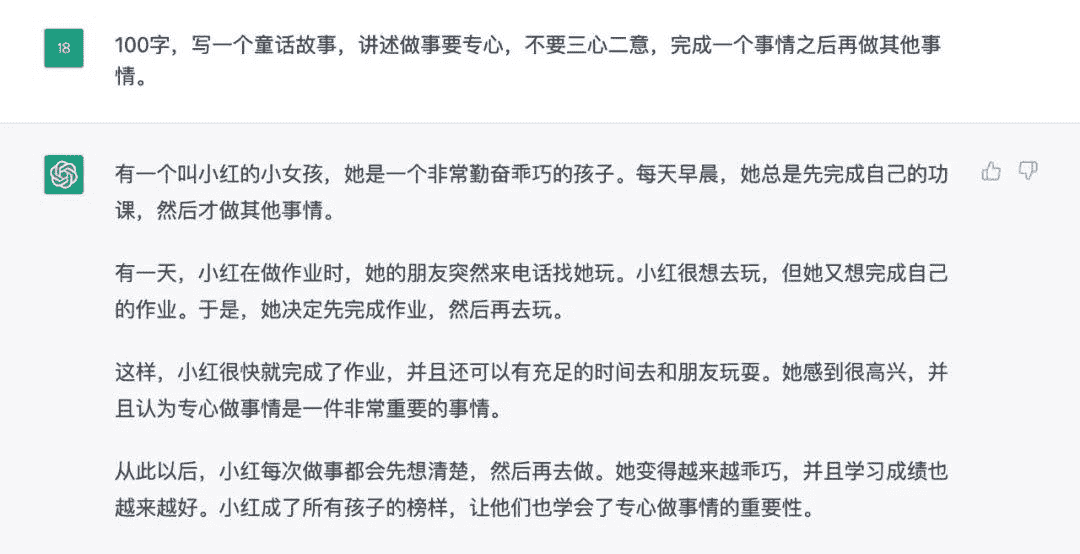 18
100字，写一个童话故事，讲述做事要专心，不要三心二意，完成一个事情之后再做其他事
情。
有一个叫小红的小女孩，她是一个非常勤奋乖巧的孩子。每天早晨，她总是先完成自己的功
课，然后才做其他事情。
有一天，小红在做作业时，她的朋友突然来电话找她玩。小红很想去玩，但她又想完成自己
的作业。于是，她决定先完成作业，然后再去玩。
这样，小红很快就完成了作业，并且还可以有充足的时间去和朋友玩耍。她感到很高兴，并
且认为专心做事情是一件非常重要的事情。
从此以后，小红每次做事都会先想清楚，然后再去做。她变得越来越乖巧，并且学习成绩也
越来越好。小红成了所有孩子的榜样，让他们也学会了专心做事情的重要性。